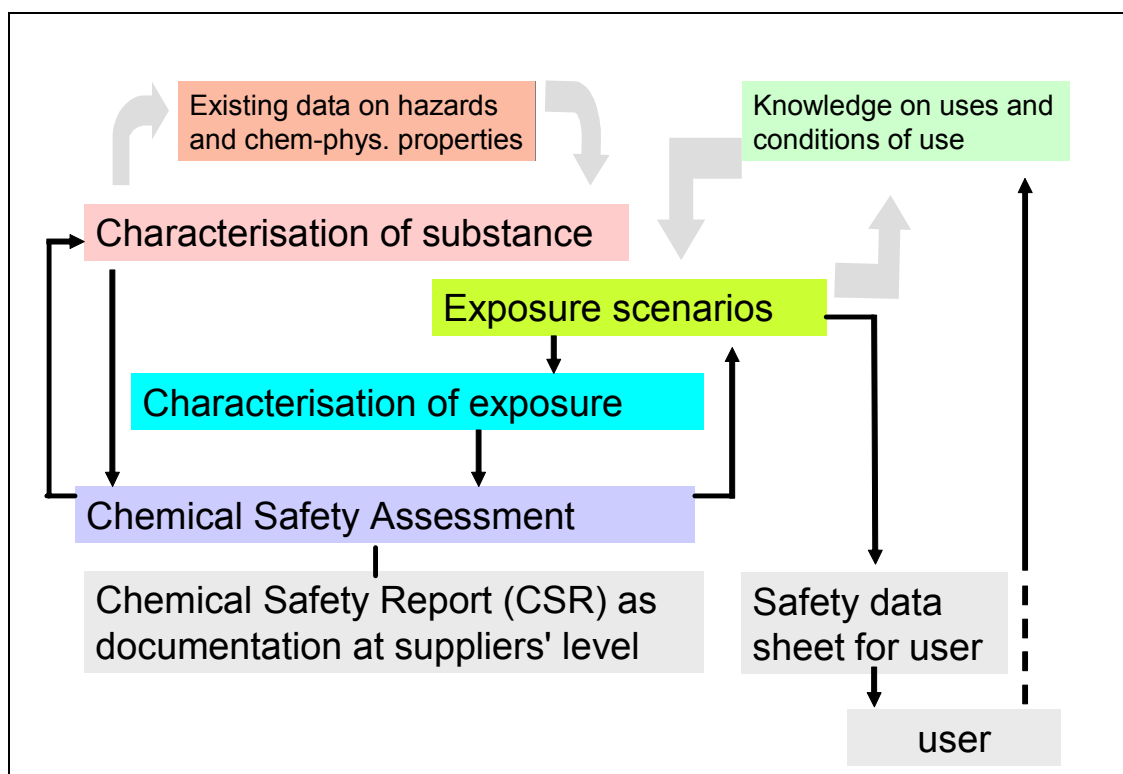 Existing data on hazards
and chem-phys. properties
Knowledge on uses and
conditions of use
Characterisation of substance
Exposure scenarios
Characterisation of exposure
Chemical Safety Assessment
Chemical Safety Report (CSR) as
documentation at suppliers' level
Safety data
sheet for user
user